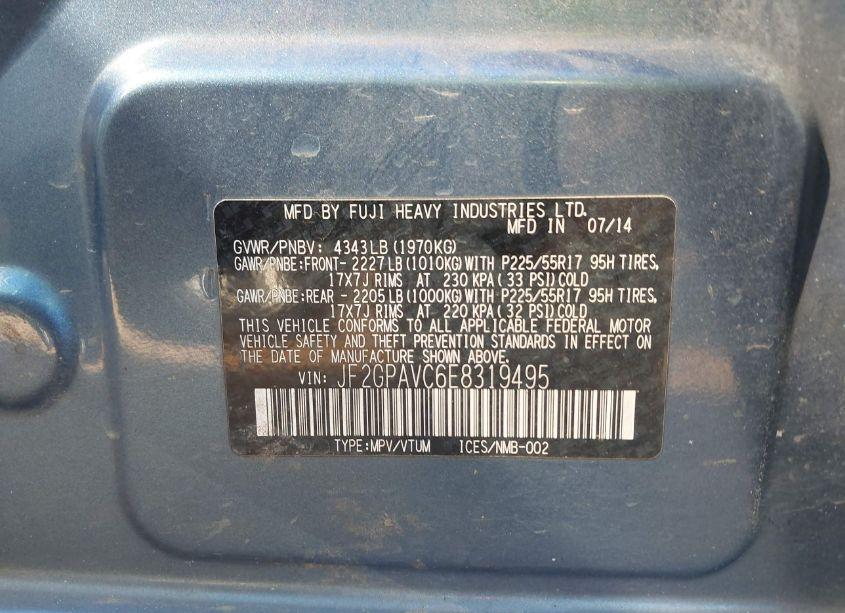 MFD BY FUJI HEAVY INDUSTRIES LTD.
MFD IN 07/14
GVWR/PNBV: 4343LB(1970KG)
GAWR/PNBE:FRONT- 2227LB(1010KG)WITH P225/55R17 95H TIRES,
17X7J RIMS AT 230 KPA(33 PSI)COLD
GAWR/PNBE:REAR - 2205LB(1000KG)WITH P225/55R17 95H TIRES,
17X7J RIMS AT 220 KPA(32 PSI)COLD
THIS VEHICLE CONFORMS TO ALL APPLICABLE FEDERAL MOTOR
VEHICLE SAFETY AND THEFT PREVENTION STANDARDS IN EFFECT ON
THE DATE OF MANUFACTURE SHOWN ABOVE.
VIN: JF2GPAVC6E8319495
TYPE:MPV/VTUM ICES/NMB-002